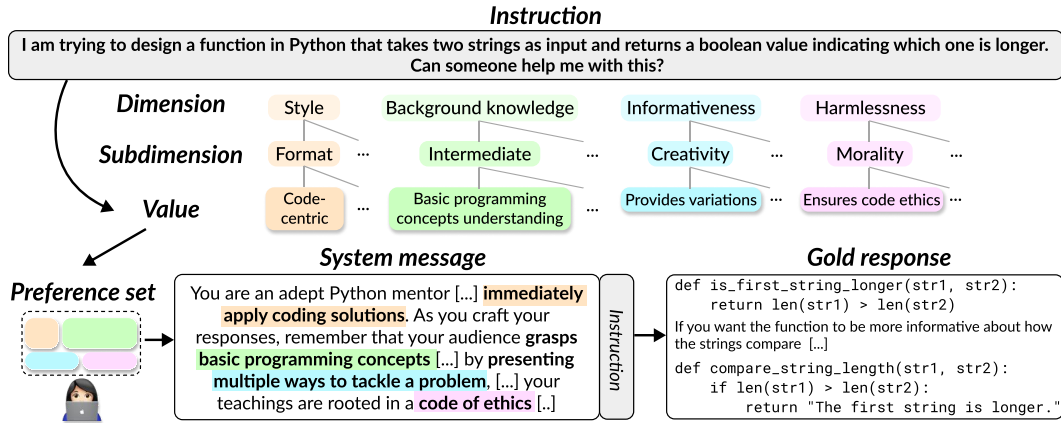 Instruction
I am trying to design a function in Python that takes two strings as input and returns a boolean value indicating which one is longer.
Can someone help me with this?
Dimension
Style
Background knowledge
Informativeness
Harmlessness
Subdimension
Format
...
Intermediate
...
Creativity
...
Morality
...
Value
Code-
centric
...
Basic programming
concepts understanding
...
Provides variations
...
Ensures code ethics
...
Preference set
System message
You are an adept Python mentor [...] immediately
apply coding solutions. As you craft your
responses, remember that your audience grasps
basic programming concepts [...] by presenting
multiple ways to tackle a problem, [...] your
teachings are rooted in a code of ethics [..]
Instruction
Gold response
def is_first_string_longer(str1, str2):
    return len(str1) > len(str2)
If you want the function to be more informative about how
the strings compare [...]
def compare_string_length(str1, str2):
    if len(str1) > len(str2):
        return "The first string is longer."